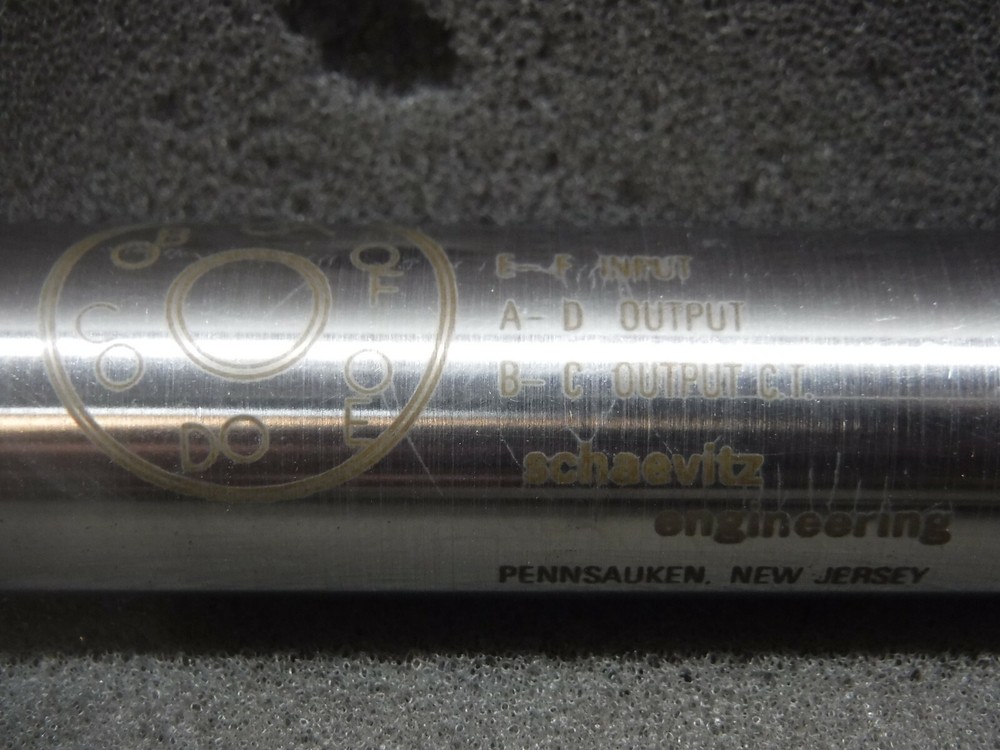 B
F
C
E
D
E- F INPUT
A- D OUTPUT
B- C OUTPUT C.T.
schaevitz
engineering
PENNSAUKEN. NEW JERSEY